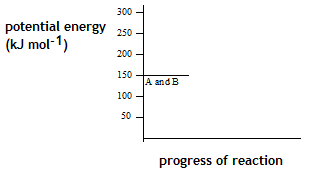 potential energy
(kJ mol-1)
300
250
200
150
100
50
A and B
progress of reaction